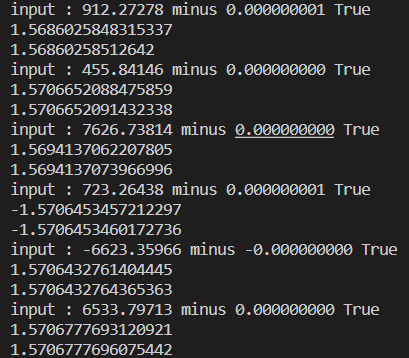 input : 912.27278 minus 0.000000001 True
1.5686025848315337
1.56860258512642
input : 455.84146 minus 0.000000000 True
1.5706652088475859
1.5706652091432338
input : 7626.73814 minus 0.000000000 True
1.5694137062207805
1.5694137073966996
input : 723.26438 minus 0.000000001 True
-1.5706453457212297
-1.5706453460172736
input : -6623.35966 minus -0.000000000 True
1.5706432761404445
1.5706432764365363
input : 6533.79713 minus 0.000000000 True
1.5706777693120921
1.5706777696075442